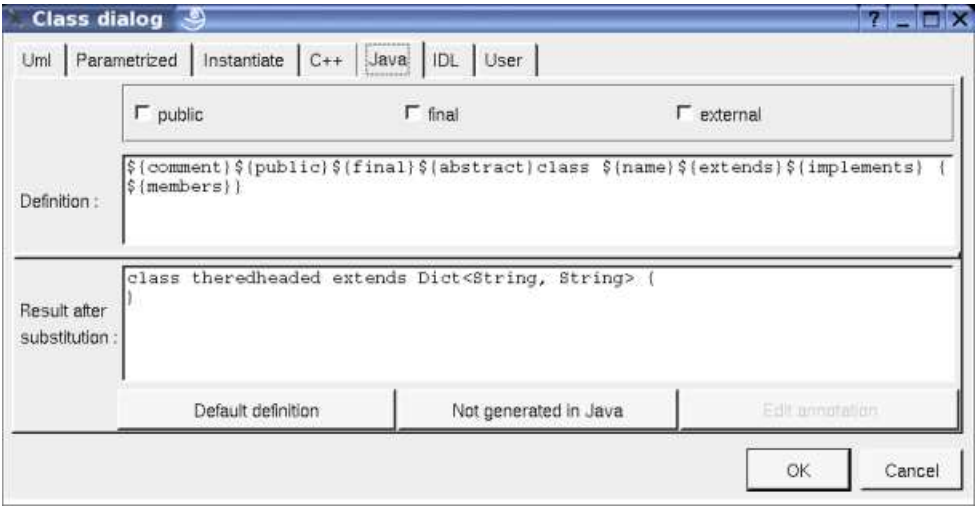 Class dialog
?
Uml Parametrized Instantiate C++ Java IDL User
public final external
Definition :
${comment}${public}${final}${abstract}class ${name}${extends}${implements} {
${members}}
Result after
substitution :
class theredheaded extends Dict<String, String> {
}
Default definition Not generated in Java Edit annotation
OK Cancel